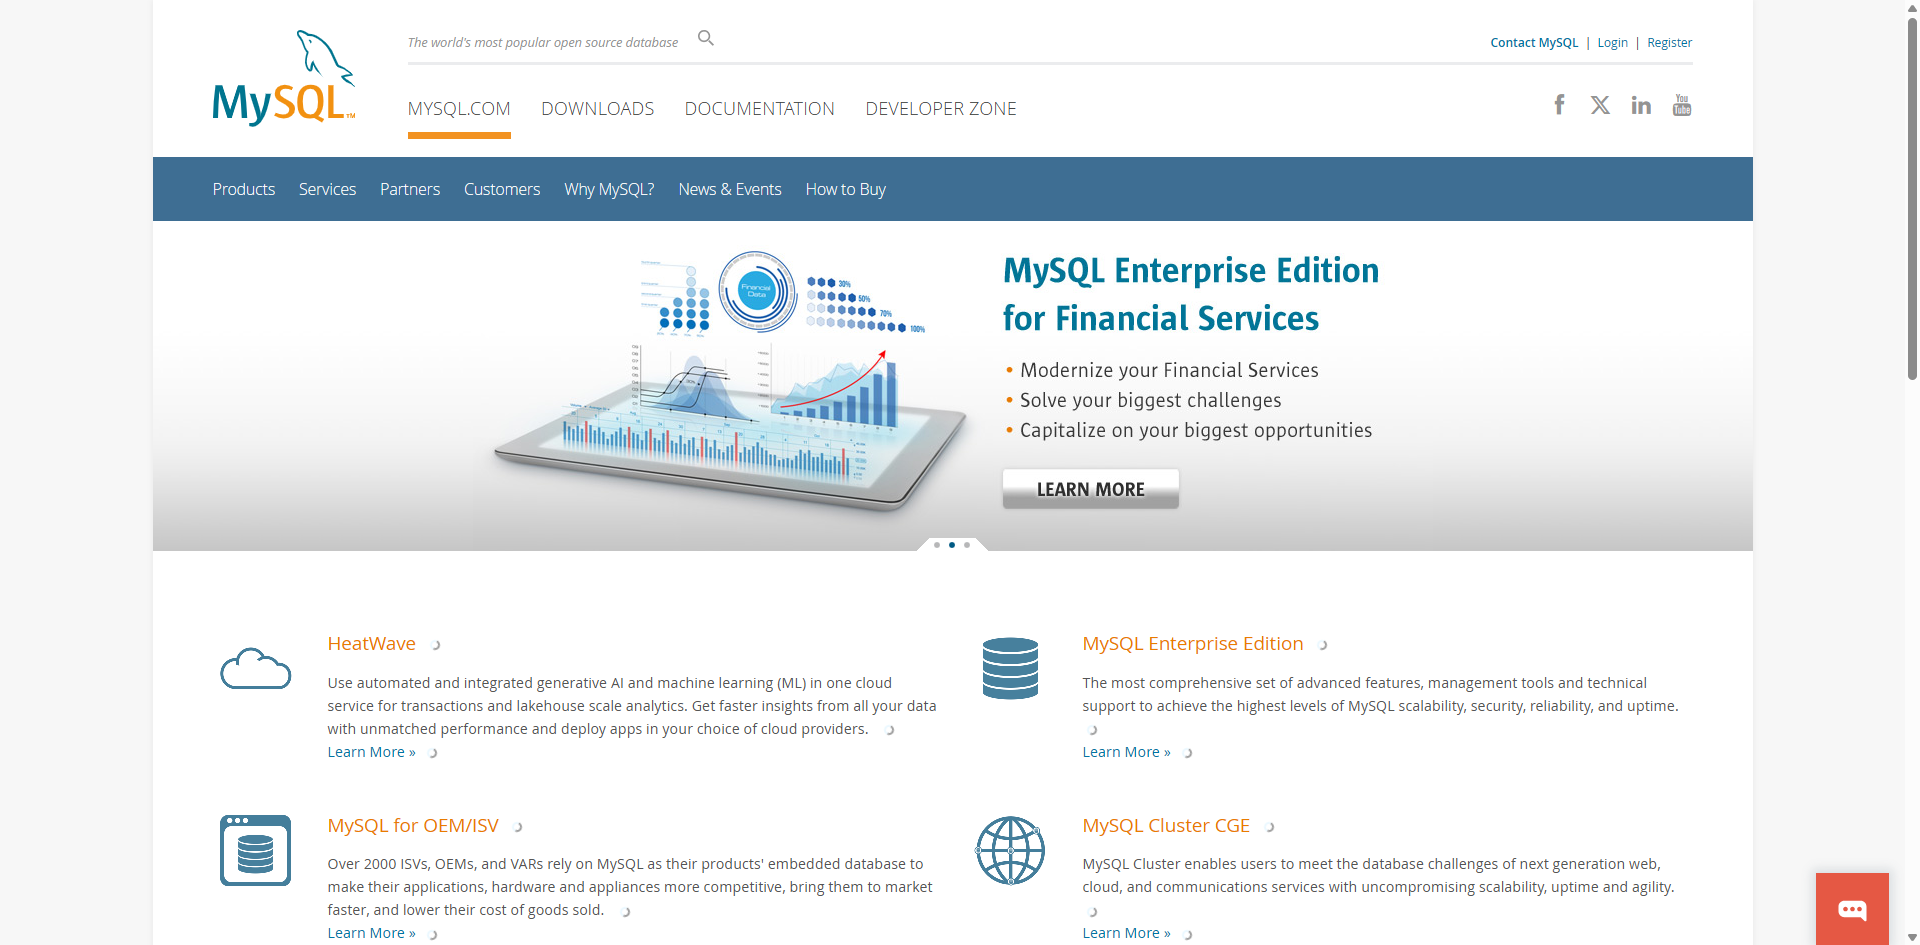 The world's most popular open source database
Contact MySQL | Login | Register
MySQL™
MYSQL.COM DOWNLOADS DOCUMENTATION DEVELOPER ZONE
You Tube
Products Services Partners Customers Why MySQL? News & Events How to Buy
MySQL Enterprise Edition
for Financial Services
Financial Data
30%
50%
70%
100%
• Modernize your Financial Services
• Solve your biggest challenges
• Capitalize on your biggest opportunities
LEARN MORE
HeatWave
Use automated and integrated generative AI and machine learning (ML) in one cloud
service for transactions and lakehouse scale analytics. Get faster insights from all your data
with unmatched performance and deploy apps in your choice of cloud providers.
Learn More »
MySQL Enterprise Edition
The most comprehensive set of advanced features, management tools and technical
support to achieve the highest levels of MySQL scalability, security, reliability, and uptime.
Learn More »
MySQL for OEM/ISV
Over 2000 ISVs, OEMs, and VARs rely on MySQL as their products' embedded database to
make their applications, hardware and appliances more competitive, bring them to market
faster, and lower their cost of goods sold.
Learn More »
MySQL Cluster CGE
MySQL Cluster enables users to meet the database challenges of next generation web,
cloud, and communications services with uncompromising scalability, uptime and agility.
Learn More »